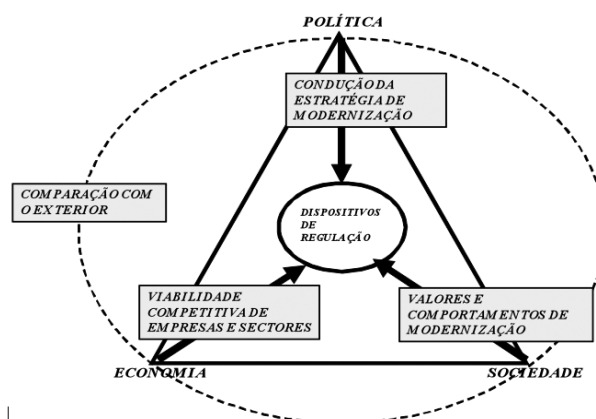 POLÍTICA
CONDUÇÃO DA
ESTRATÉGIA DE
MODERNIZAÇÃO
COMPARAÇÃO COM
O EXTERIOR
DISPOSITIVOS
DE
REGULAÇÃO
VIABILIDADE
COMPETITIVA DE
EMPRESAS E SECTORES
VALORES E
COMPORTAMENTOS DE
MODERNIZAÇÃO
ECONOMIA
SOCIEDADE